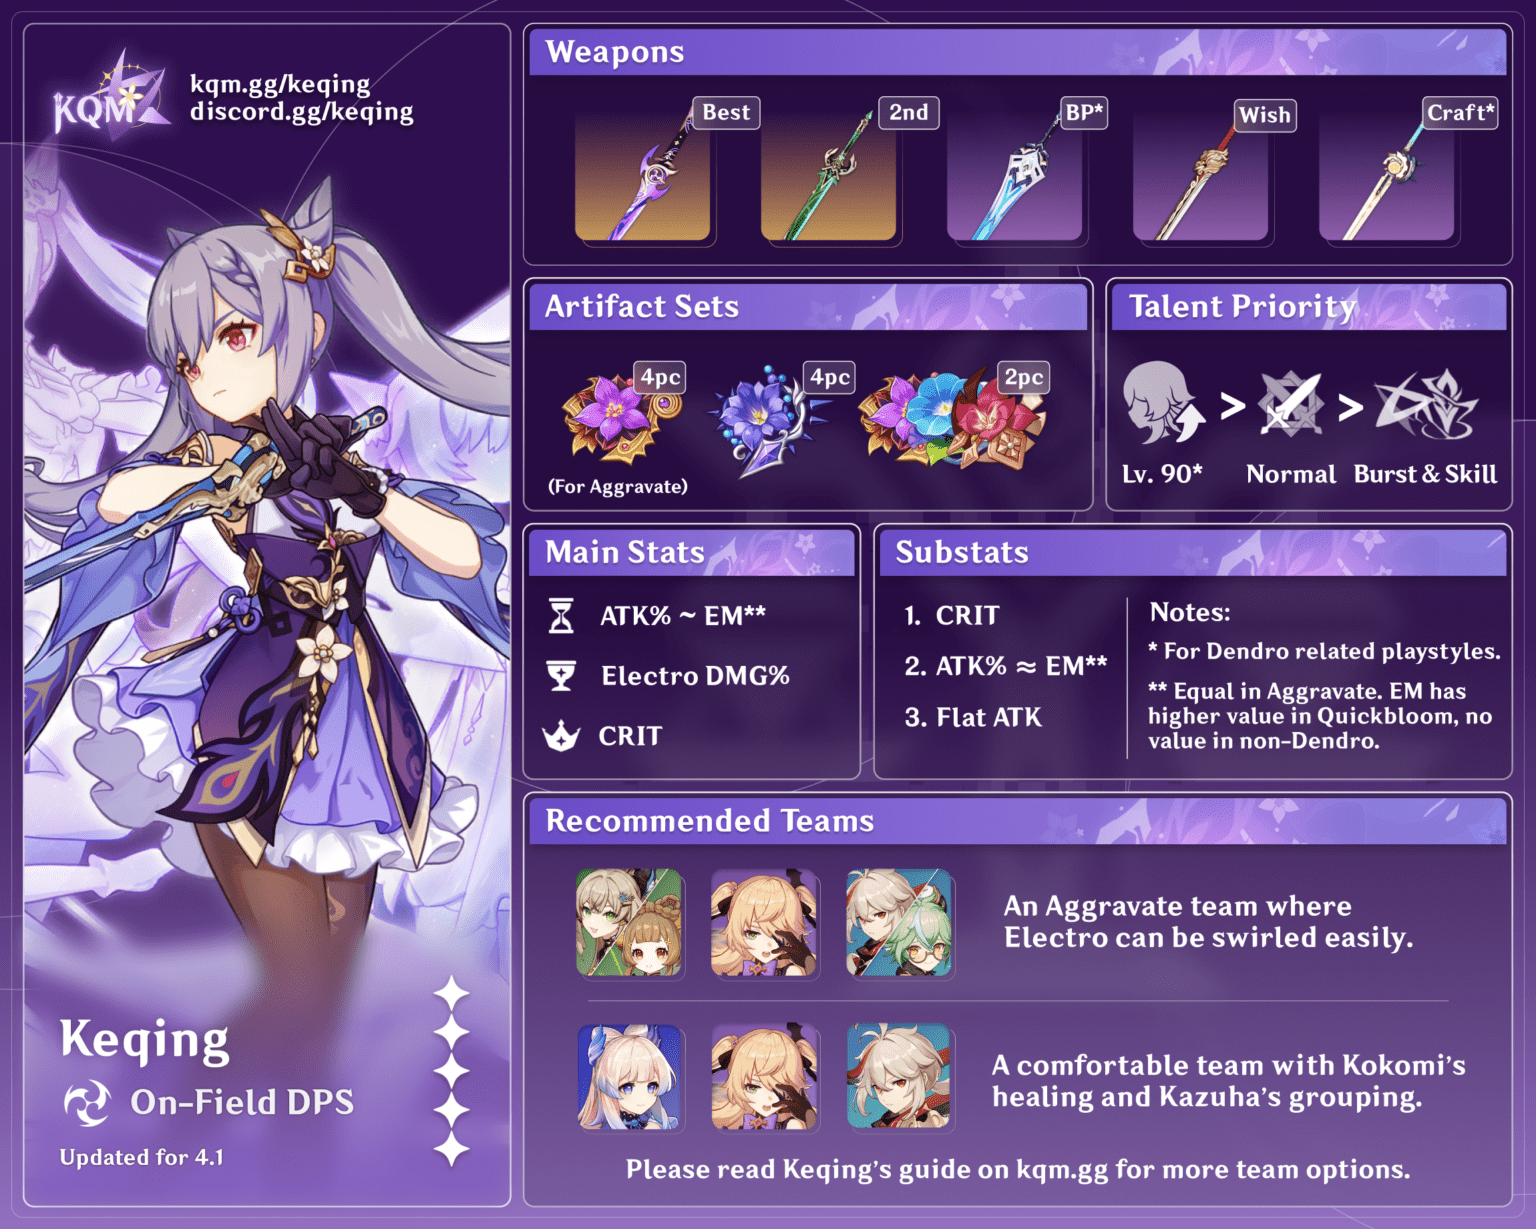 KQM
kqm.gg/keqing
discord.gg/keqing
Keqing
On-Field DPS
Updated for 4.1
Weapons
Best
2nd
BP*
Wish
Craft*
Artifact Sets
4pc
4pc
2pc
(For Aggravate)
Talent Priority
> >
Lv. 90* Normal Burst & Skill
Main Stats
ATK% ~ EM**
Electro DMG%
CRIT
Substats
1. CRIT
2. ATK% ≈ EM**
3. Flat ATK
Notes:
* For Dendro related playstyles.
** Equal in Aggravate. EM has
higher value in Quickbloom, no
value in non-Dendro.
Recommended Teams
An Aggravate team where
Electro can be swirled easily.
A comfortable team with Kokomi's
healing and Kazuha's grouping.
Please read Keqing's guide on kqm.gg for more team options.